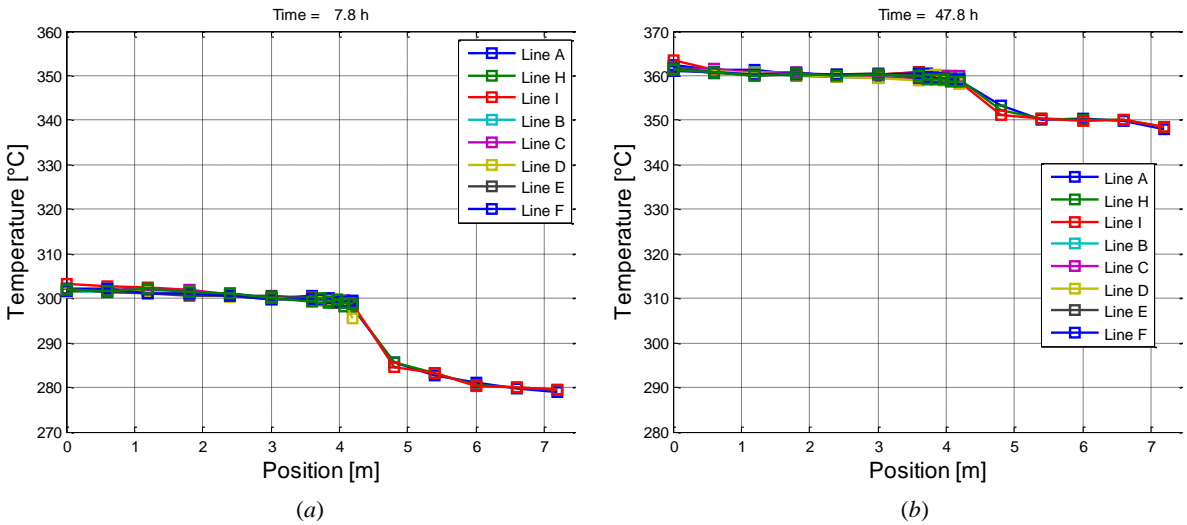 Time = 7.8 h
360
350
340
330
320
310
300
290
280
270
Temperature [°C]
0 1 2 3 4 5 6 7
Position [m]
Line A
Line H
Line I
Line B
Line C
Line D
Line E
Line F
(a)
Time = 47.8 h
370
360
350
340
330
320
310
300
290
280
Temperature [°C]
0 1 2 3 4 5 6 7
Position [m]
Line A
Line H
Line I
Line B
Line C
Line D
Line E
Line F
(b)